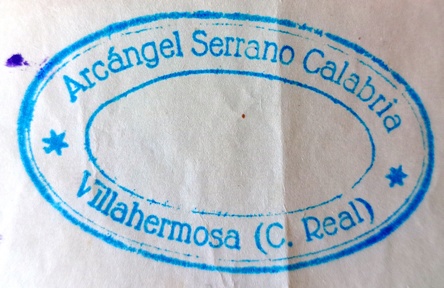 Arcángel Serrano Calabria
Villahermosa (C. Real)